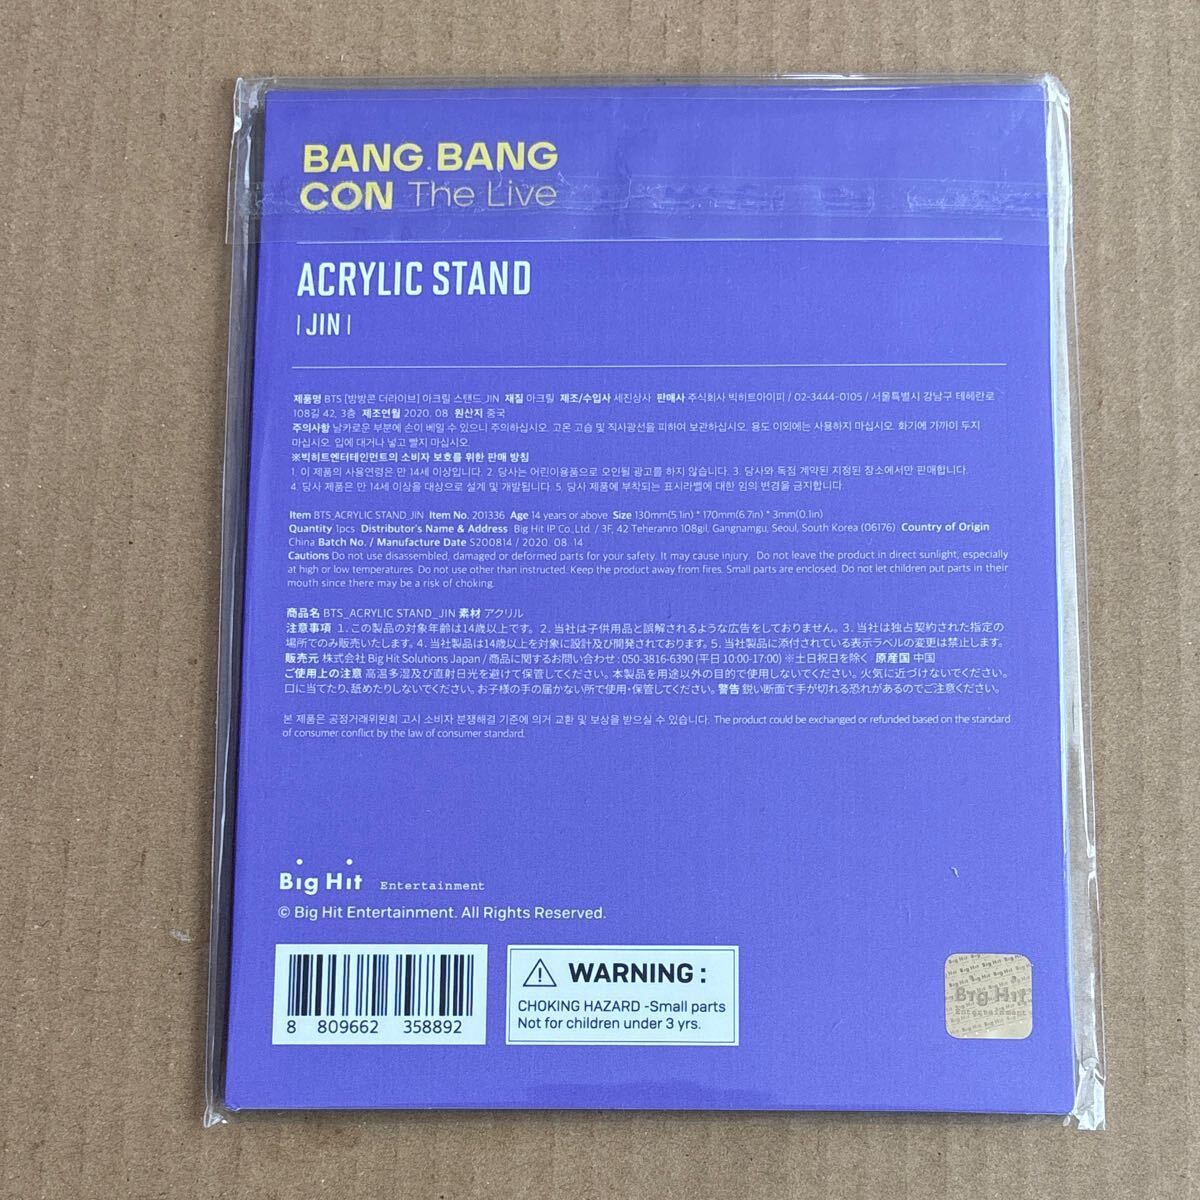 BANG BANG
CON The Live
ACRYLIC STAND
| JIN |
제품명 BTS [방방콘 더라이브] 아크릴 스탠드_JIN 재질 아크릴 제조/수입사 세진상사 판매사 주식회사 빅히트아이피 / 02-3444-0105 / 서울특별시 강남구 테헤란로
108길 42, 3층 제조연월 2020. 08 원산지 중국
주의사항 날카로운 부분에 손이 베일 수 있으니 주의하십시오. 고온 고습 및 직사광선을 피하여 보관하십시오. 용도 이외에는 사용하지 마십시오. 화기에 가까이 두지
마십시오. 입에 대거나 넣고 빨지 마십시오.
※빅히트엔터테인먼트의 소비자 보호를 위한 판매 방침
1. 이 제품의 사용연령은 만 14세 이상입니다. 2. 당사는 어린이용품으로 오인될 광고를 하지 않습니다. 3. 당사와 독점 계약된 지정된 장소에서만 판매합니다.
4. 당사 제품은 만 14세 이상을 대상으로 설계 및 개발됩니다. 5. 당사 제품에 부착되는 표시라벨에 대한 임의 변경을 금지합니다.
Item BTS_ACRYLIC STAND_JIN Item No. 201336 Age 14 years or above Size 130mm(5.1in) * 170mm(6.7in) * 3mm(0.1in)
Quantity 1pcs Distributor's Name & Address Big Hit IP Co., Ltd. / 3F, 42 Teheranro 108gil, Gangnamgu, Seoul, South Korea (06176) Country of Origin
China Batch No. / Manufacture Date S200814 / 2020. 08. 14
Cautions Do not use disassembled, damaged or deformed parts for your safety. It may cause injury. Do not leave the product in direct sunlight, especially
at high or low temperatures. Do not use other than instructed. Keep the product away from fires. Small parts are enclosed. Do not let children put parts in their
mouth since there may be a risk of choking.
商品名 BTS_ACRYLIC STAND_JIN 素材 アクリル
注意事項 1. この製品の対象年齢は14歳以上です。2. 当社は子供用品と誤解されるような広告をしておりません。3. 当社は独占契約された指定の
場所でのみ販売いたします。4. 当社製品は14歳以上を対象に設計及び開発されております。5. 当社製品に添付されている表示ラベルの変更は禁止します。
販売元 株式会社 Big Hit Solutions Japan / 商品に関するお問い合わせ : 050-3816-6390 (平日 10:00-17:00) ※土日祝日を除く 原産国 中国
ご使用上の注意 高温多湿及び直射日光を避けて保管してください。本製品を用途以外の目的で使用しないでください。火気に近づけないでください。
口に当てたり、舐めたりしないでください。お子様の手の届かない所で使用・保管してください。警告 鋭い断面で手が切れる恐れがあるのでご注意ください。
본 제품은 공정거래위원회 고시 소비자 분쟁해결 기준에 의거 교환 및 보상을 받으실 수 있습니다. The product could be exchanged or refunded based on the standard
of consumer conflict by the law of consumer standard.
Big Hit Entertainment
© Big Hit Entertainment. All Rights Reserved.
8 809662 358892
WARNING :
CHOKING HAZARD -Small parts
Not for children under 3 yrs.
Big Hit
Entertainment